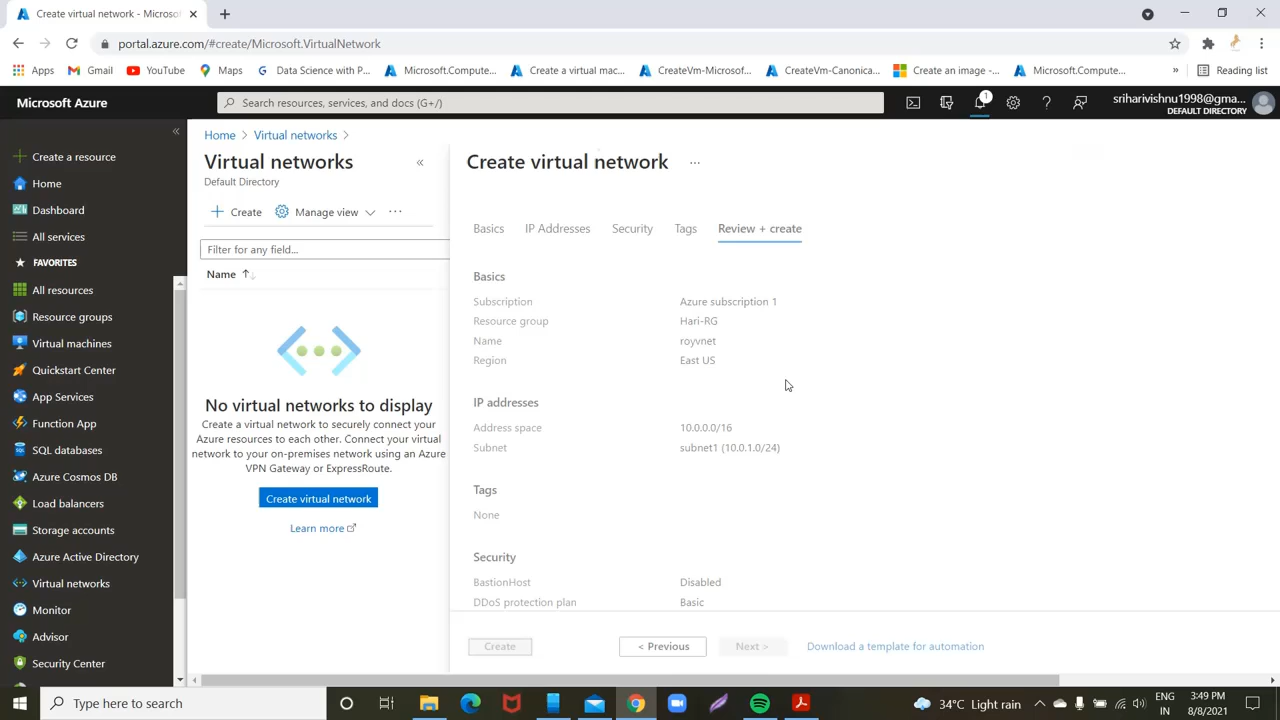 Create virtual network - Microsof
portal.azure.com/#create/Microsoft.VirtualNetwork
Apps
Gmail
YouTube
Maps
Data Science with P...
Microsoft.Compute...
Create a virtual mac...
CreateVm-Microsof...
CreateVm-Canonica...
Create an image -...
Microsoft.Compute...
»
Reading list
Microsoft Azure
Search resources, services, and docs (G+/)
1
sriharivishnu1998@gma...
DEFAULT DIRECTORY
«
Create a resource
Home
Dashboard
All services
FAVORITES
All resources
Resource groups
Virtual machines
Quickstart Center
App Services
Function App
SQL databases
Azure Cosmos DB
Load balancers
Storage accounts
Azure Active Directory
Virtual networks
Monitor
Advisor
Security Center
Home > Virtual networks >
Virtual networks
«
Default Directory
+ Create
Manage view
...
Filter for any field...
Name ↑↓
No virtual networks to display
Create a virtual network to securely connect your
Azure resources to each other. Connect your virtual
network to your on-premises network using an Azure
VPN Gateway or ExpressRoute.
Create virtual network
Learn more
Create virtual network
...
Basics
IP Addresses
Security
Tags
Review + create
Basics
Subscription Azure subscription 1
Resource group Hari-RG
Name royvnet
Region East US
IP addresses
Address space 10.0.0.0/16
Subnet subnet1 (10.0.1.0/24)
Tags
None
Security
BastionHost Disabled
DDoS protection plan Basic
Create
< Previous
Next >
Download a template for automation
Type here to search
34°C Light rain
ENG
IN
3:49 PM
8/8/2021